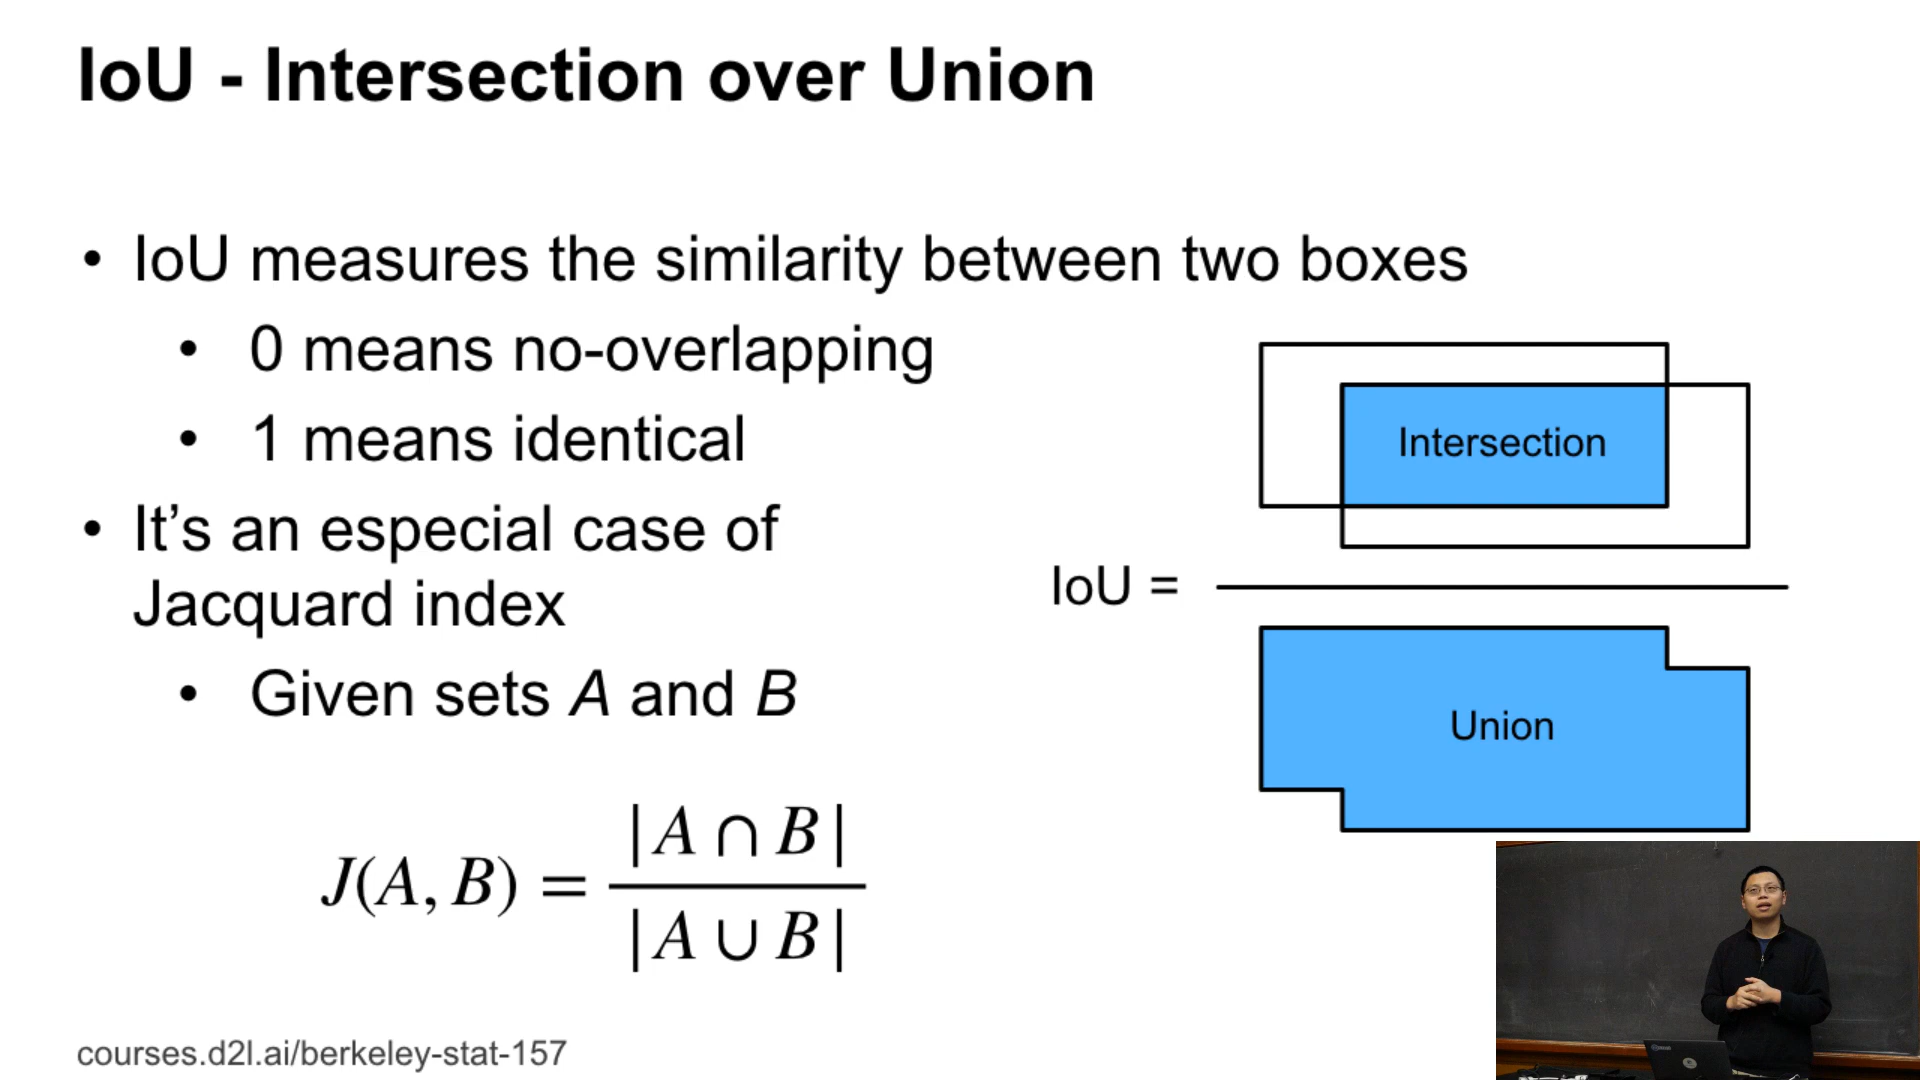 IoU - Intersection over Union
• IoU measures the similarity between two boxes
• 0 means no-overlapping
• 1 means identical
• It’s an especial case of
Jacquard index
• Given sets A and B
J(A, B) = |A ∩ B| / |A ∪ B|
Intersection
IoU =
Union
courses.d2l.ai/berkeley-stat-157